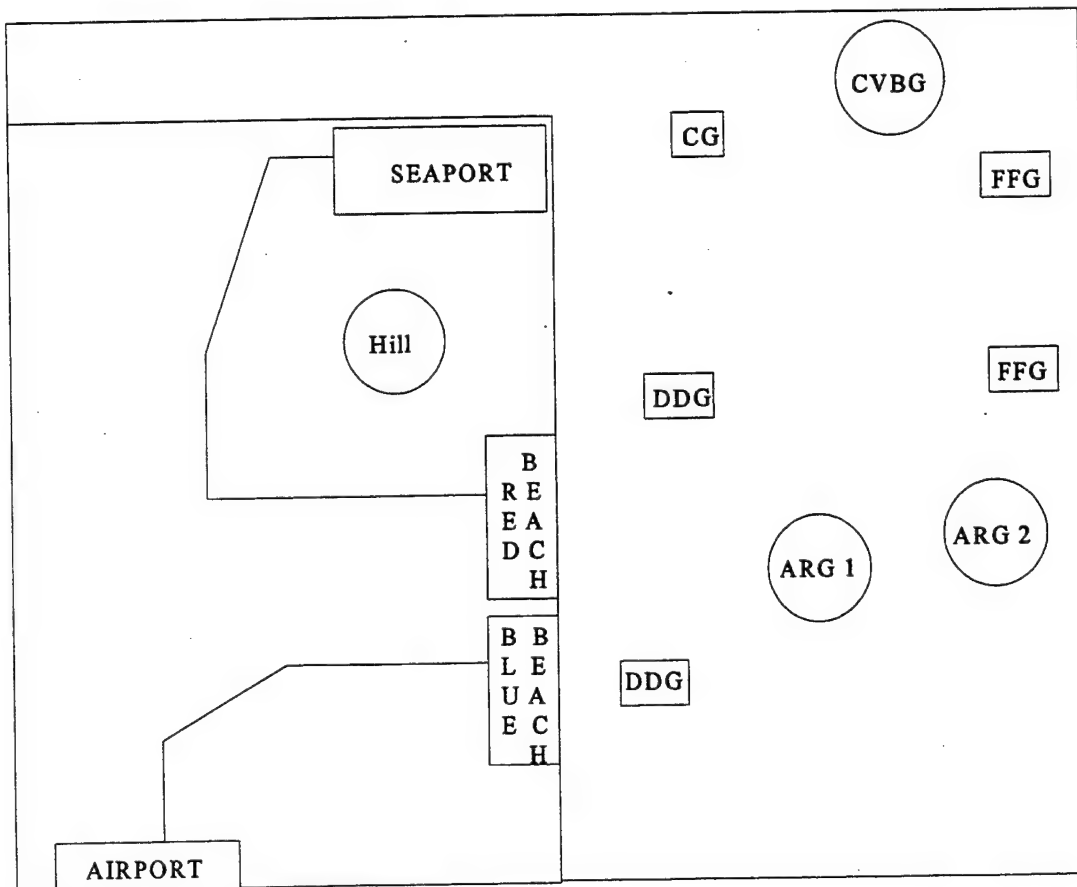 CVBG
CG
SEAPORT
FFG
Hill
FFG
DDG
RED
BEACH
ARG 2
ARG 1
BLUE
BEACH
DDG
AIRPORT